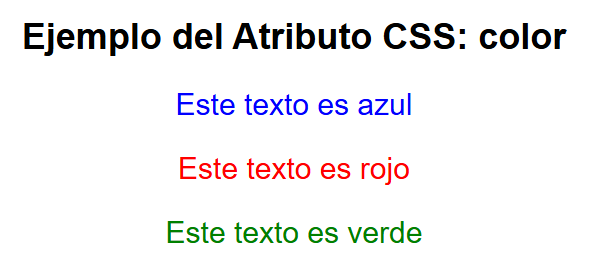 Ejemplo del Atributo CSS: color
Este texto es azul
Este texto es rojo
Este texto es verde